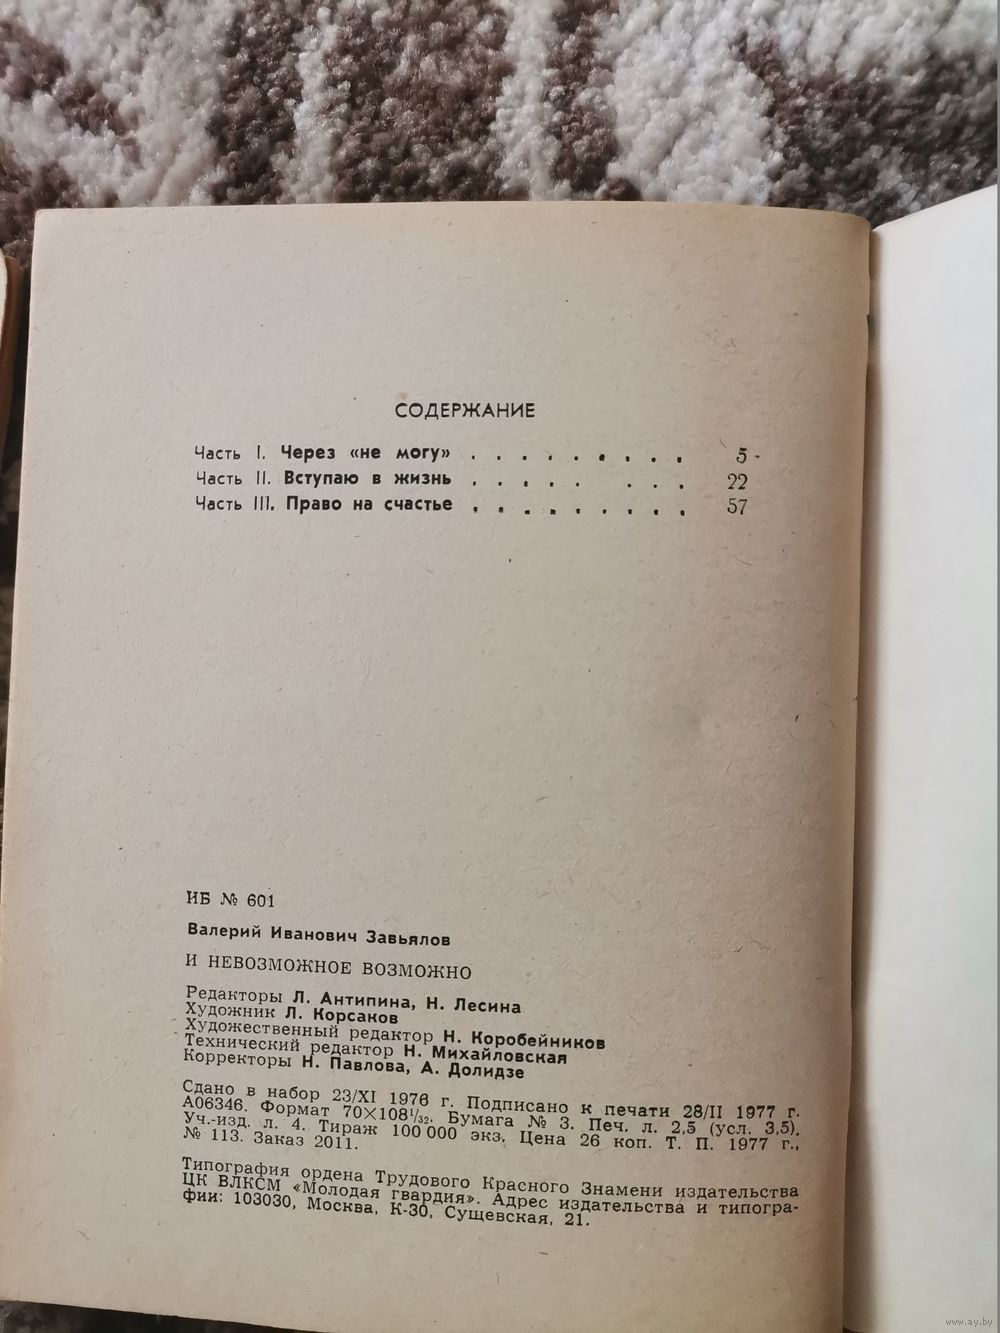 СОДЕРЖАНИЕ
Часть I. Через «не могу» . . . . . . . . . 5
Часть II. Вступаю в жизнь . . . . . . . . 22
Часть III. Право на счастье . . . . . . . . . 57
ИБ № 601
Валерий Иванович Завьялов
И НЕВОЗМОЖНОЕ ВОЗМОЖНО
Редакторы Л. Антипина, Н. Лесина
Художник Л. Корсаков
Художественный редактор Н. Коробейников
Технический редактор Н. Михайловская
Корректоры Н. Павлова, А. Долидзе
Сдано в набор 23/XI 1976 г. Подписано к печати 28/II 1977 г.
А06346. Формат 70×108¹/₃₂. Бумага № 3. Печ. л. 2,5 (усл. 3,5).
Уч.-изд. л. 4. Тираж 100 000 экз. Цена 26 коп. Т. П. 1977 г.,
№ 113. Заказ 2011.
Типография ордена Трудового Красного Знамени издательства
ЦК ВЛКСМ «Молодая гвардия». Адрес издательства и типогра-
фии: 103030, Москва, К-30, Сущевская, 21.
www.ay.by